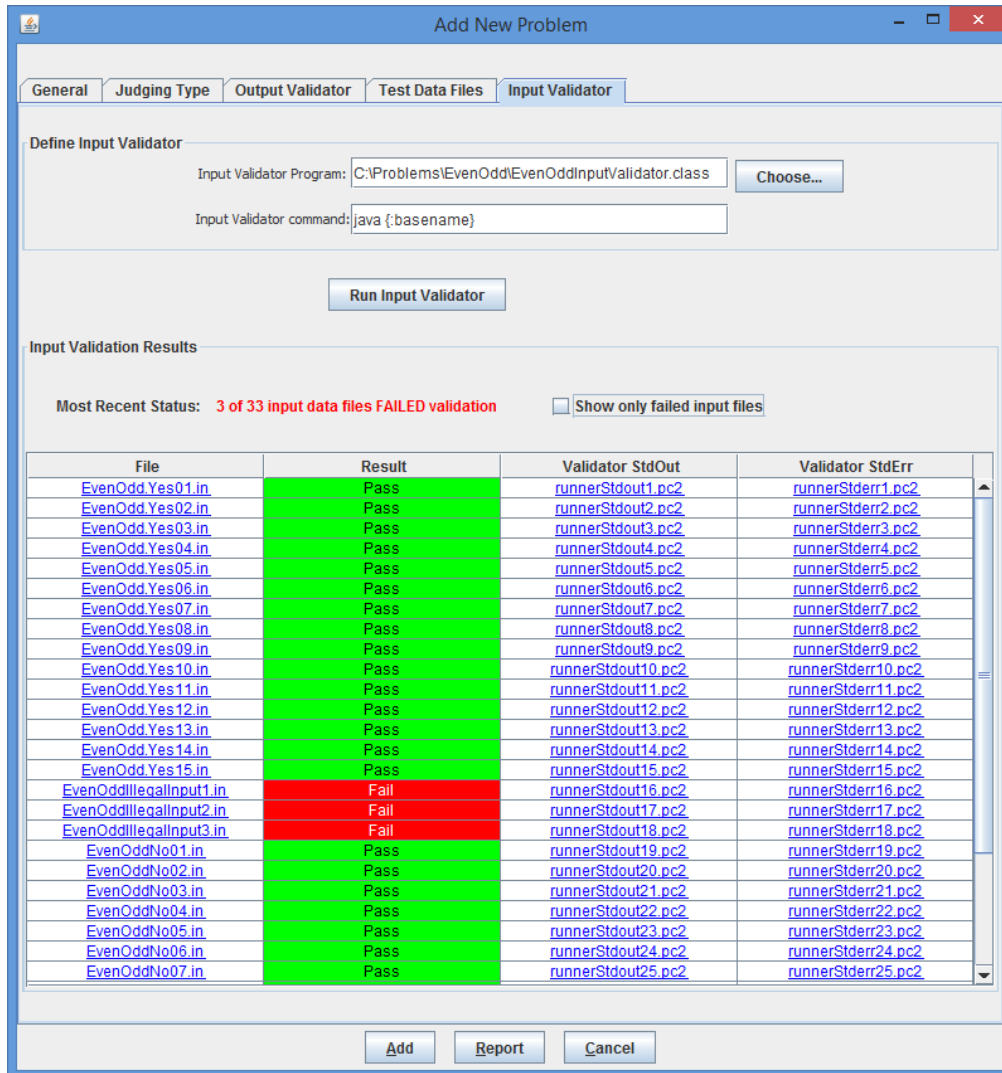 Add New Problem
General Judging Type Output Validator Test Data Files Input Validator
Define Input Validator
Input Validator Program: C:\Problems\EvenOdd\EvenOddInputValidator.class Choose...
Input Validator command: java {:basename}
Run Input Validator
Input Validation Results
Most Recent Status: 3 of 33 input data files FAILED validation Show only failed input files
File Result Validator StdOut Validator StdErr
EvenOdd.Yes01.in Pass runnerStdout1.pc2 runnerStderr1.pc2
EvenOdd.Yes02.in Pass runnerStdout2.pc2 runnerStderr2.pc2
EvenOdd.Yes03.in Pass runnerStdout3.pc2 runnerStderr3.pc2
EvenOdd.Yes04.in Pass runnerStdout4.pc2 runnerStderr4.pc2
EvenOdd.Yes05.in Pass runnerStdout5.pc2 runnerStderr5.pc2
EvenOdd.Yes06.in Pass runnerStdout6.pc2 runnerStderr6.pc2
EvenOdd.Yes07.in Pass runnerStdout7.pc2 runnerStderr7.pc2
EvenOdd.Yes08.in Pass runnerStdout8.pc2 runnerStderr8.pc2
EvenOdd.Yes09.in Pass runnerStdout9.pc2 runnerStderr9.pc2
EvenOdd.Yes10.in Pass runnerStdout10.pc2 runnerStderr10.pc2
EvenOdd.Yes11.in Pass runnerStdout11.pc2 runnerStderr11.pc2
EvenOdd.Yes12.in Pass runnerStdout12.pc2 runnerStderr12.pc2
EvenOdd.Yes13.in Pass runnerStdout13.pc2 runnerStderr13.pc2
EvenOdd.Yes14.in Pass runnerStdout14.pc2 runnerStderr14.pc2
EvenOdd.Yes15.in Pass runnerStdout15.pc2 runnerStderr15.pc2
EvenOddIllegalInput1.in Fail runnerStdout16.pc2 runnerStderr16.pc2
EvenOddIllegalInput2.in Fail runnerStdout17.pc2 runnerStderr17.pc2
EvenOddIllegalInput3.in Fail runnerStdout18.pc2 runnerStderr18.pc2
EvenOddNo01.in Pass runnerStdout19.pc2 runnerStderr19.pc2
EvenOddNo02.in Pass runnerStdout20.pc2 runnerStderr20.pc2
EvenOddNo03.in Pass runnerStdout21.pc2 runnerStderr21.pc2
EvenOddNo04.in Pass runnerStdout22.pc2 runnerStderr22.pc2
EvenOddNo05.in Pass runnerStdout23.pc2 runnerStderr23.pc2
EvenOddNo06.in Pass runnerStdout24.pc2 runnerStderr24.pc2
EvenOddNo07.in Pass runnerStdout25.pc2 runnerStderr25.pc2
Add Report Cancel